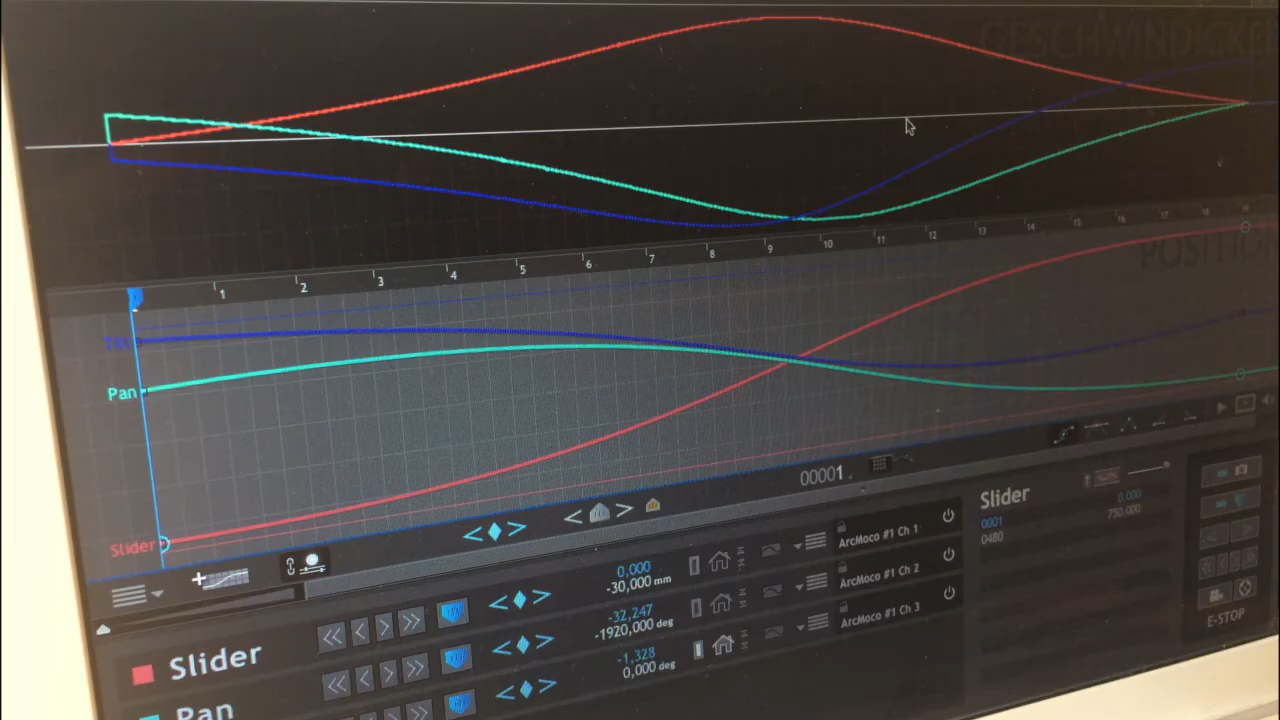 GESCHWINDICKE
1 2 3 4 5 6 7 8 9 10 11 12 13 14 15 16 17 18 19
POSITION
Tilt
Pan
Slider
00001
Slider
0001 0,000
0480 750,000
Slider
0,000
-30,000 mm
ArcMoco #1 Ch 1
Pan
-32,247
-1920,000 deg
ArcMoco #1 Ch 2
-1,328
0,000 deg
ArcMoco #1 Ch 3
E-STOP